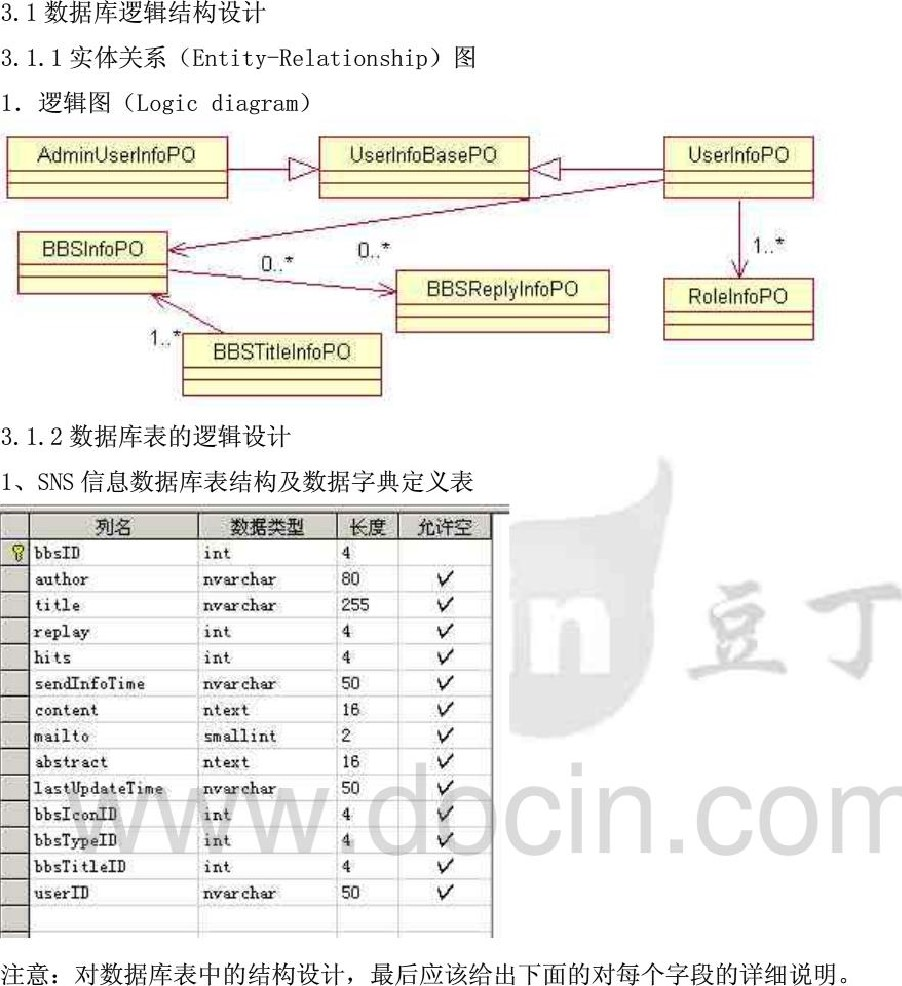 3.1 数据库逻辑结构设计
3.1.1 实体关系（Entity-Relationship）图
1．逻辑图（Logic diagram）
AdminUserInfoPO UserInfoBasePO UserInfoPO
BBSInfoPO 0..* 0..* 1..*
BBSReplyInfoPO RoleInfoPO
1..* BBSTitleInfoPO
3.1.2 数据库表的逻辑设计
1、SNS 信息数据库表结构及数据字典定义表
列名 数据类型 长度 允许空
bbsID int 4
author nvarchar 80 ✓
title nvarchar 255 ✓
replay int 4 ✓
hits int 4 ✓
sendInfoTime nvarchar 50 ✓
content ntext 16 ✓
mailto smallint 2 ✓
abstract ntext 16 ✓
lastUpdateTime nvarchar 50 ✓
bbsIconID int 4 ✓
bbsTypeID int 4 ✓
bbsTitleID int 4 ✓
userID nvarchar 50 ✓
注意：对数据库表中的结构设计，最后应该给出下面的对每个字段的详细说明。
in 豆丁
www.docin.com